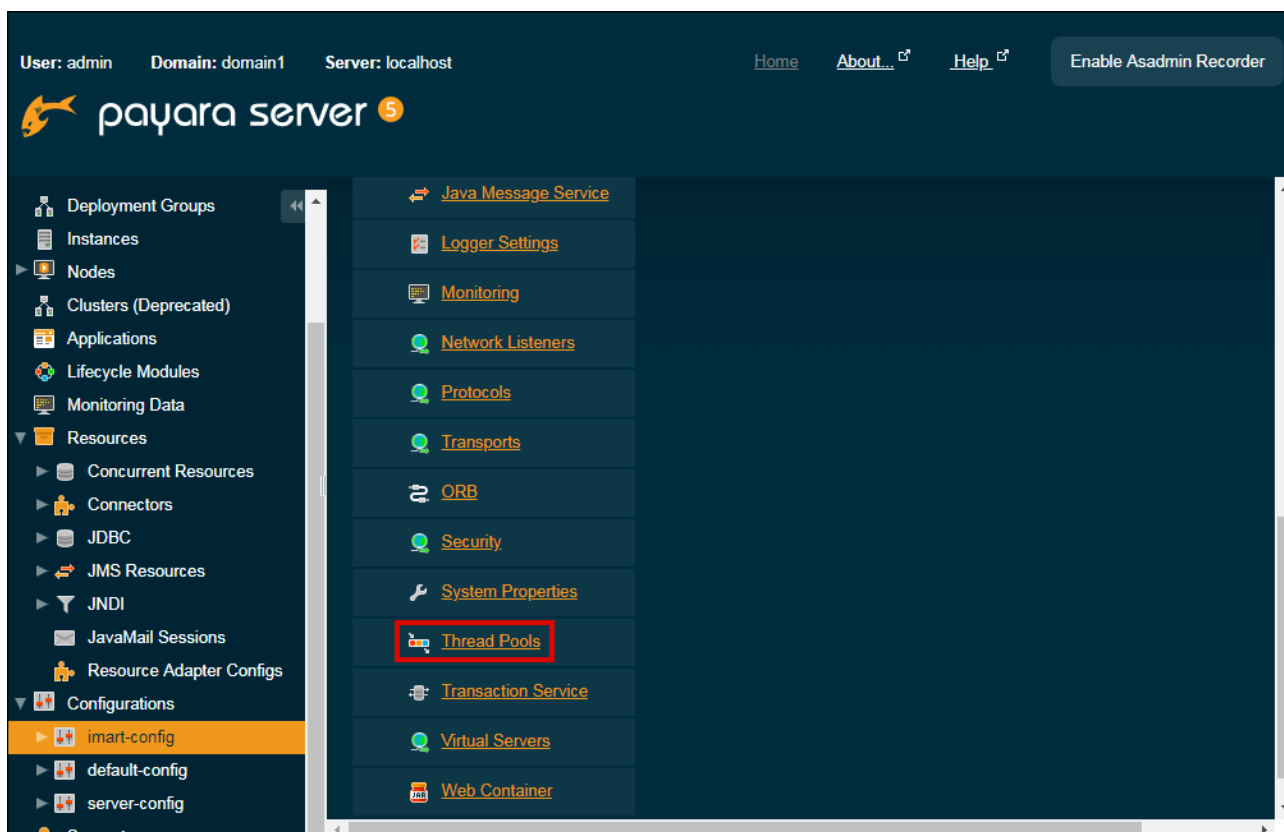 User: admin Domain: domain1 Server: localhost Home About... Help Enable Asadmin Recorder
payara server 5
Deployment Groups
Instances
Nodes
Clusters (Deprecated)
Applications
Lifecycle Modules
Monitoring Data
Resources
Concurrent Resources
Connectors
JDBC
JMS Resources
JNDI
JavaMail Sessions
Resource Adapter Configs
Configurations
imart-config
default-config
server-config
Java Message Service
Logger Settings
Monitoring
Network Listeners
Protocols
Transports
ORB
Security
System Properties
Thread Pools
Transaction Service
Virtual Servers
JAR Web Container